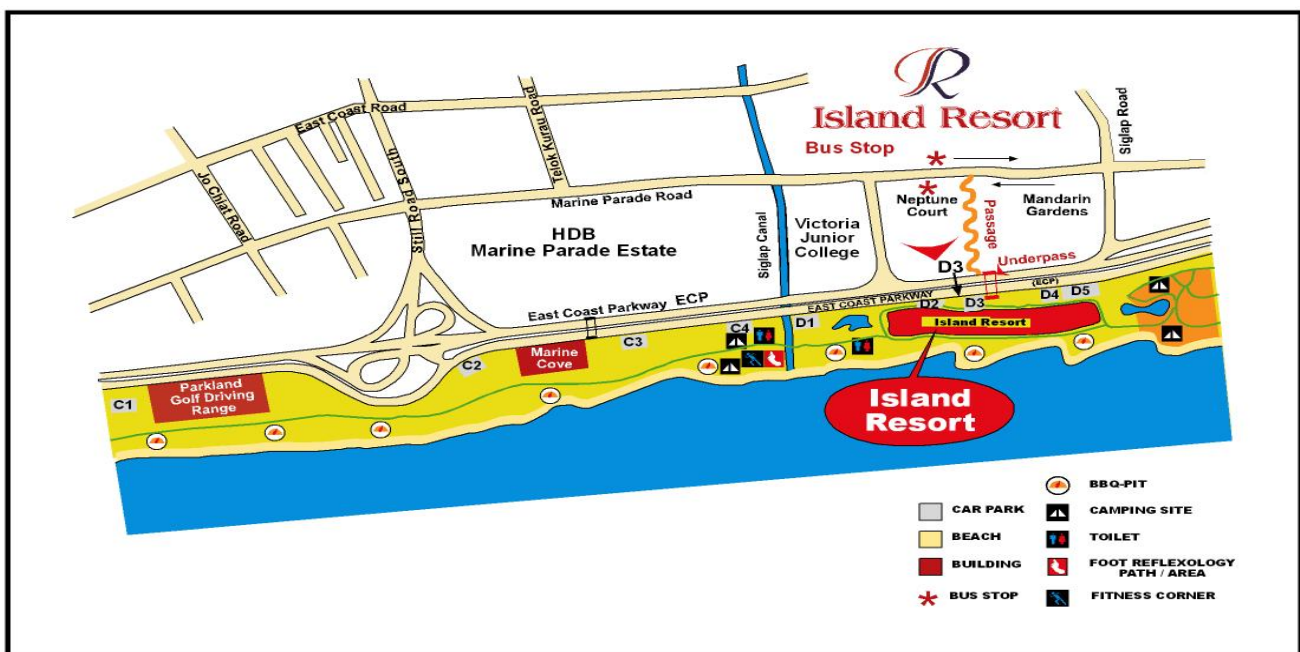 R
Island Resort
Bus Stop
Siglap Road
East Coast Road
Telok Kurau Road
Jo Chiat Road
Still Road South
Marine Parade Road
HDB
Marine Parade Estate
Siglap Canal
Victoria
Junior
College
Neptune
Court
Passage
Mandarin
Gardens
Underpass
D3
(ECP)
East Coast Parkway ECP
EAST COAST PARKWAY
D2
D3
D4
D5
Island Resort
C4
D1
C3
Marine
Cove
C2
Parkland
Golf Driving
Range
C1
Island
Resort
BBQ-PIT
CAR PARK
CAMPING SITE
BEACH
TOILET
BUILDING
FOOT REFLEXOLOGY
PATH / AREA
BUS STOP
FITNESS CORNER